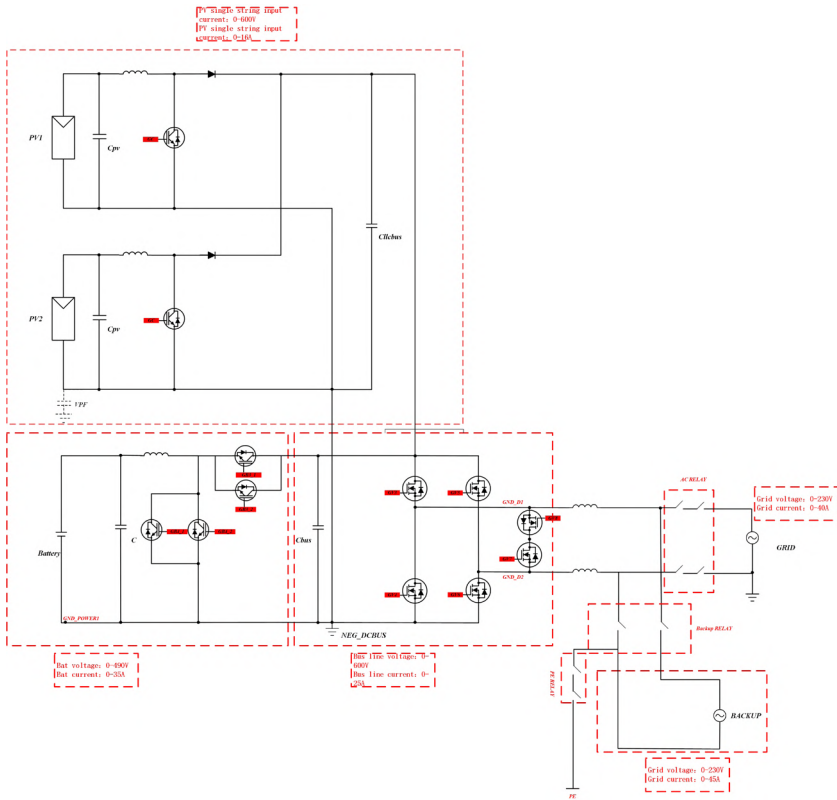 PV single string input
current: 0-600V
PV single string input
current: 0-16A
PV1
Cpv
Cllcbus
PV2
Cpv
VPF
Battery
C
GND_POWER1
Cbus
NEG_DCBUS
GND_D1
GND_D2
AC RELAY
Grid voltage: 0-230V
Grid current: 0-40A
GRID
Backup RELAY
PE RELAY
BACKUP
PE
Bat voltage: 0-490V
Bat current: 0-35A
Bus line voltage: 0-
600V
Bus line current: 0-
25A
Grid voltage: 0-230V
Grid current: 0-45A